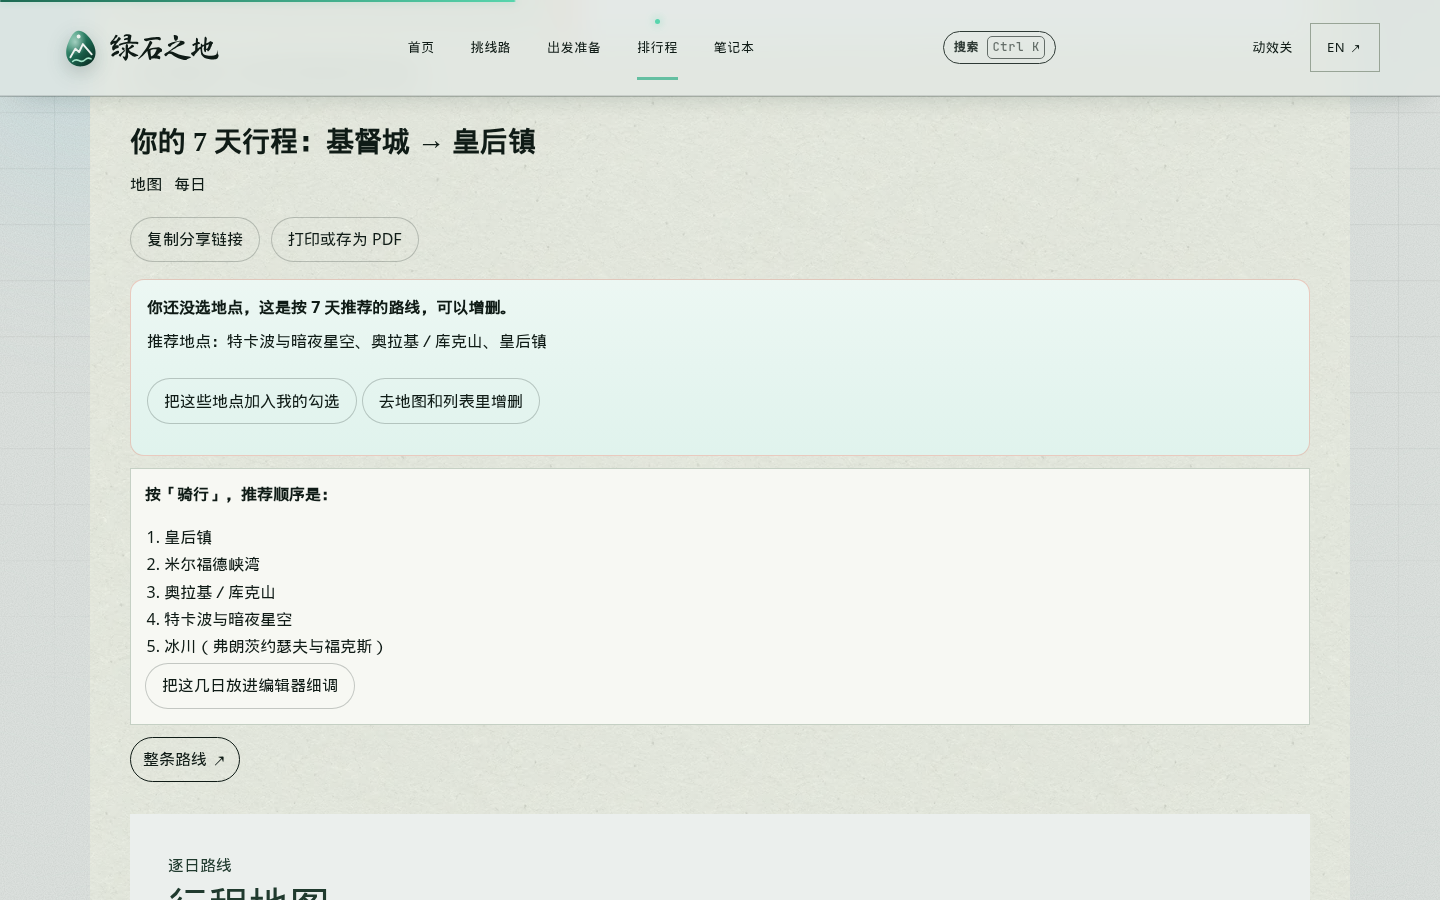 绿石之地
首页 挑线路 出发准备 排行程 笔记本
搜索 Ctrl K
动效关
EN ↗
你的 7 天行程：基督城 → 皇后镇
地图 每日
复制分享链接 打印或存为 PDF
你还没选地点，这是按 7 天推荐的路线，可以增删。
推荐地点：特卡波与暗夜星空、奥拉基 / 库克山、皇后镇
把这些地点加入我的勾选 去地图和列表里增删
按「骑行」，推荐顺序是：
1. 皇后镇
2. 米尔福德峡湾
3. 奥拉基 / 库克山
4. 特卡波与暗夜星空
5. 冰川（弗朗茨约瑟夫与福克斯）
把这几日放进编辑器细调
整条路线 ↗
逐日路线
行程地图